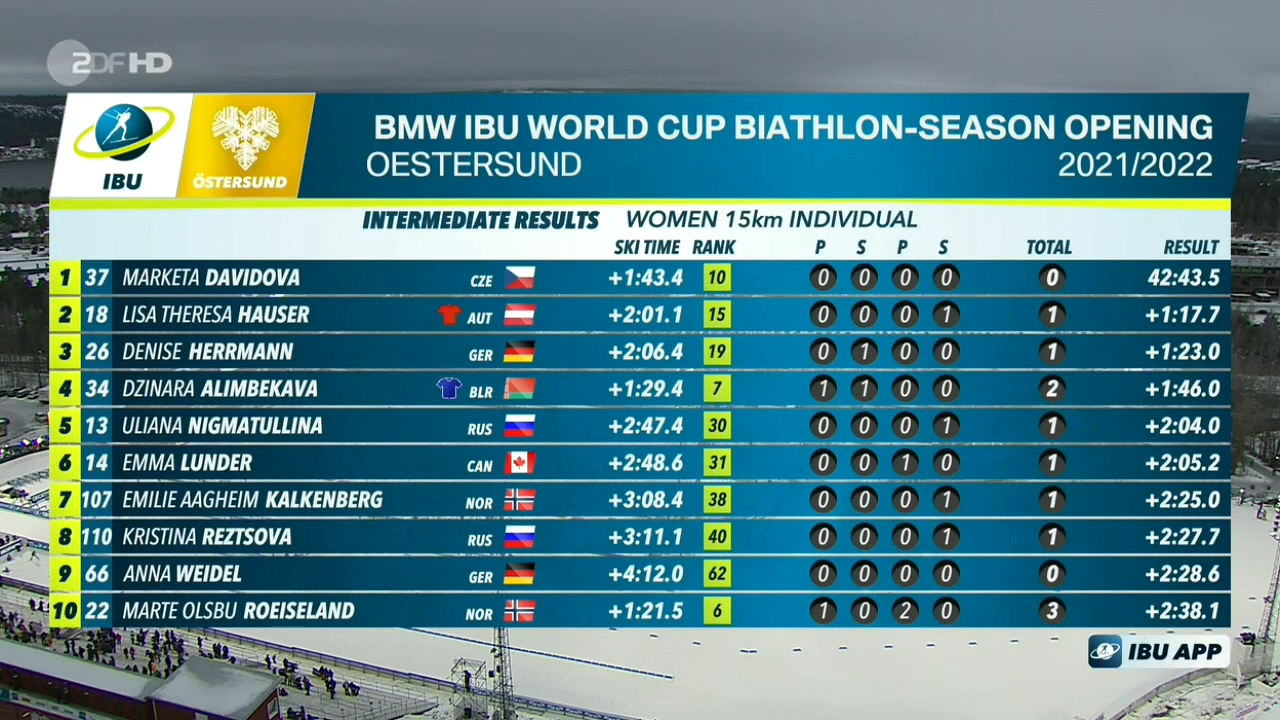 ZDF HD
BMW IBU WORLD CUP BIATHLON-SEASON OPENING
OESTERSUND 2021/2022
IBU
ÖSTERSUND
INTERMEDIATE RESULTS WOMEN 15km INDIVIDUAL
SKI TIME RANK P S P S TOTAL RESULT
1 37 MARKETA DAVIDOVA CZE +1:43.4 10 0 0 0 0 0 42:43.5
2 18 LISA THERESA HAUSER AUT +2:01.1 15 0 0 0 1 1 +1:17.7
3 26 DENISE HERRMANN GER +2:06.4 19 0 1 0 0 1 +1:23.0
4 34 DZINARA ALIMBEKAVA BLR +1:29.4 7 1 1 0 0 2 +1:46.0
5 13 ULIANA NIGMATULLINA RUS +2:47.4 30 0 0 0 1 1 +2:04.0
6 14 EMMA LUNDER CAN +2:48.6 31 0 0 1 0 1 +2:05.2
7 107 EMILIE AAGHEIM KALKENBERG NOR +3:08.4 38 0 0 0 1 1 +2:25.0
8 110 KRISTINA REZTSOVA RUS +3:11.1 40 0 0 0 1 1 +2:27.7
9 66 ANNA WEIDEL GER +4:12.0 62 0 0 0 0 0 +2:28.6
10 22 MARTE OLSBU ROEISELAND NOR +1:21.5 6 1 0 2 0 3 +2:38.1
IBU APP